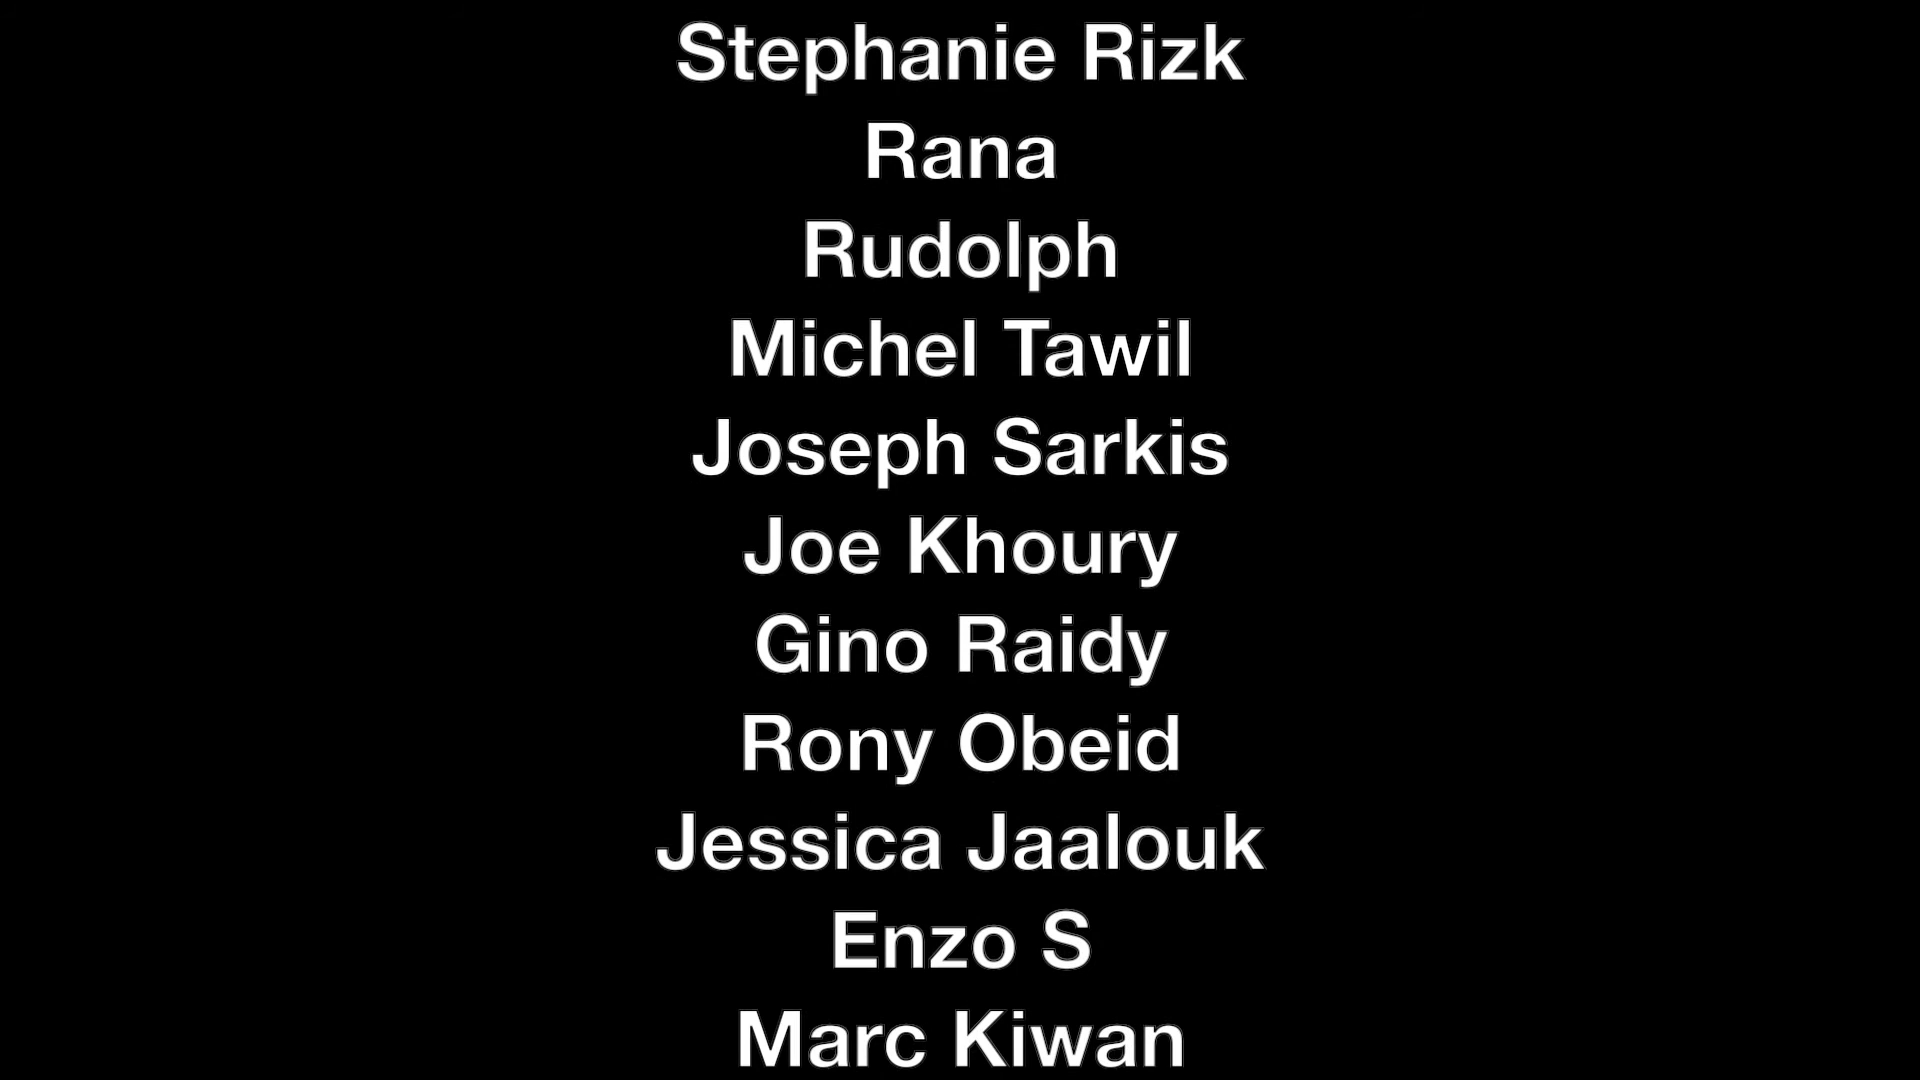 Stephanie Rizk
Rana
Rudolph
Michel Tawil
Joseph Sarkis
Joe Khoury
Gino Raidy
Rony Obeid
Jessica Jaalouk
Enzo S
Marc Kiwan